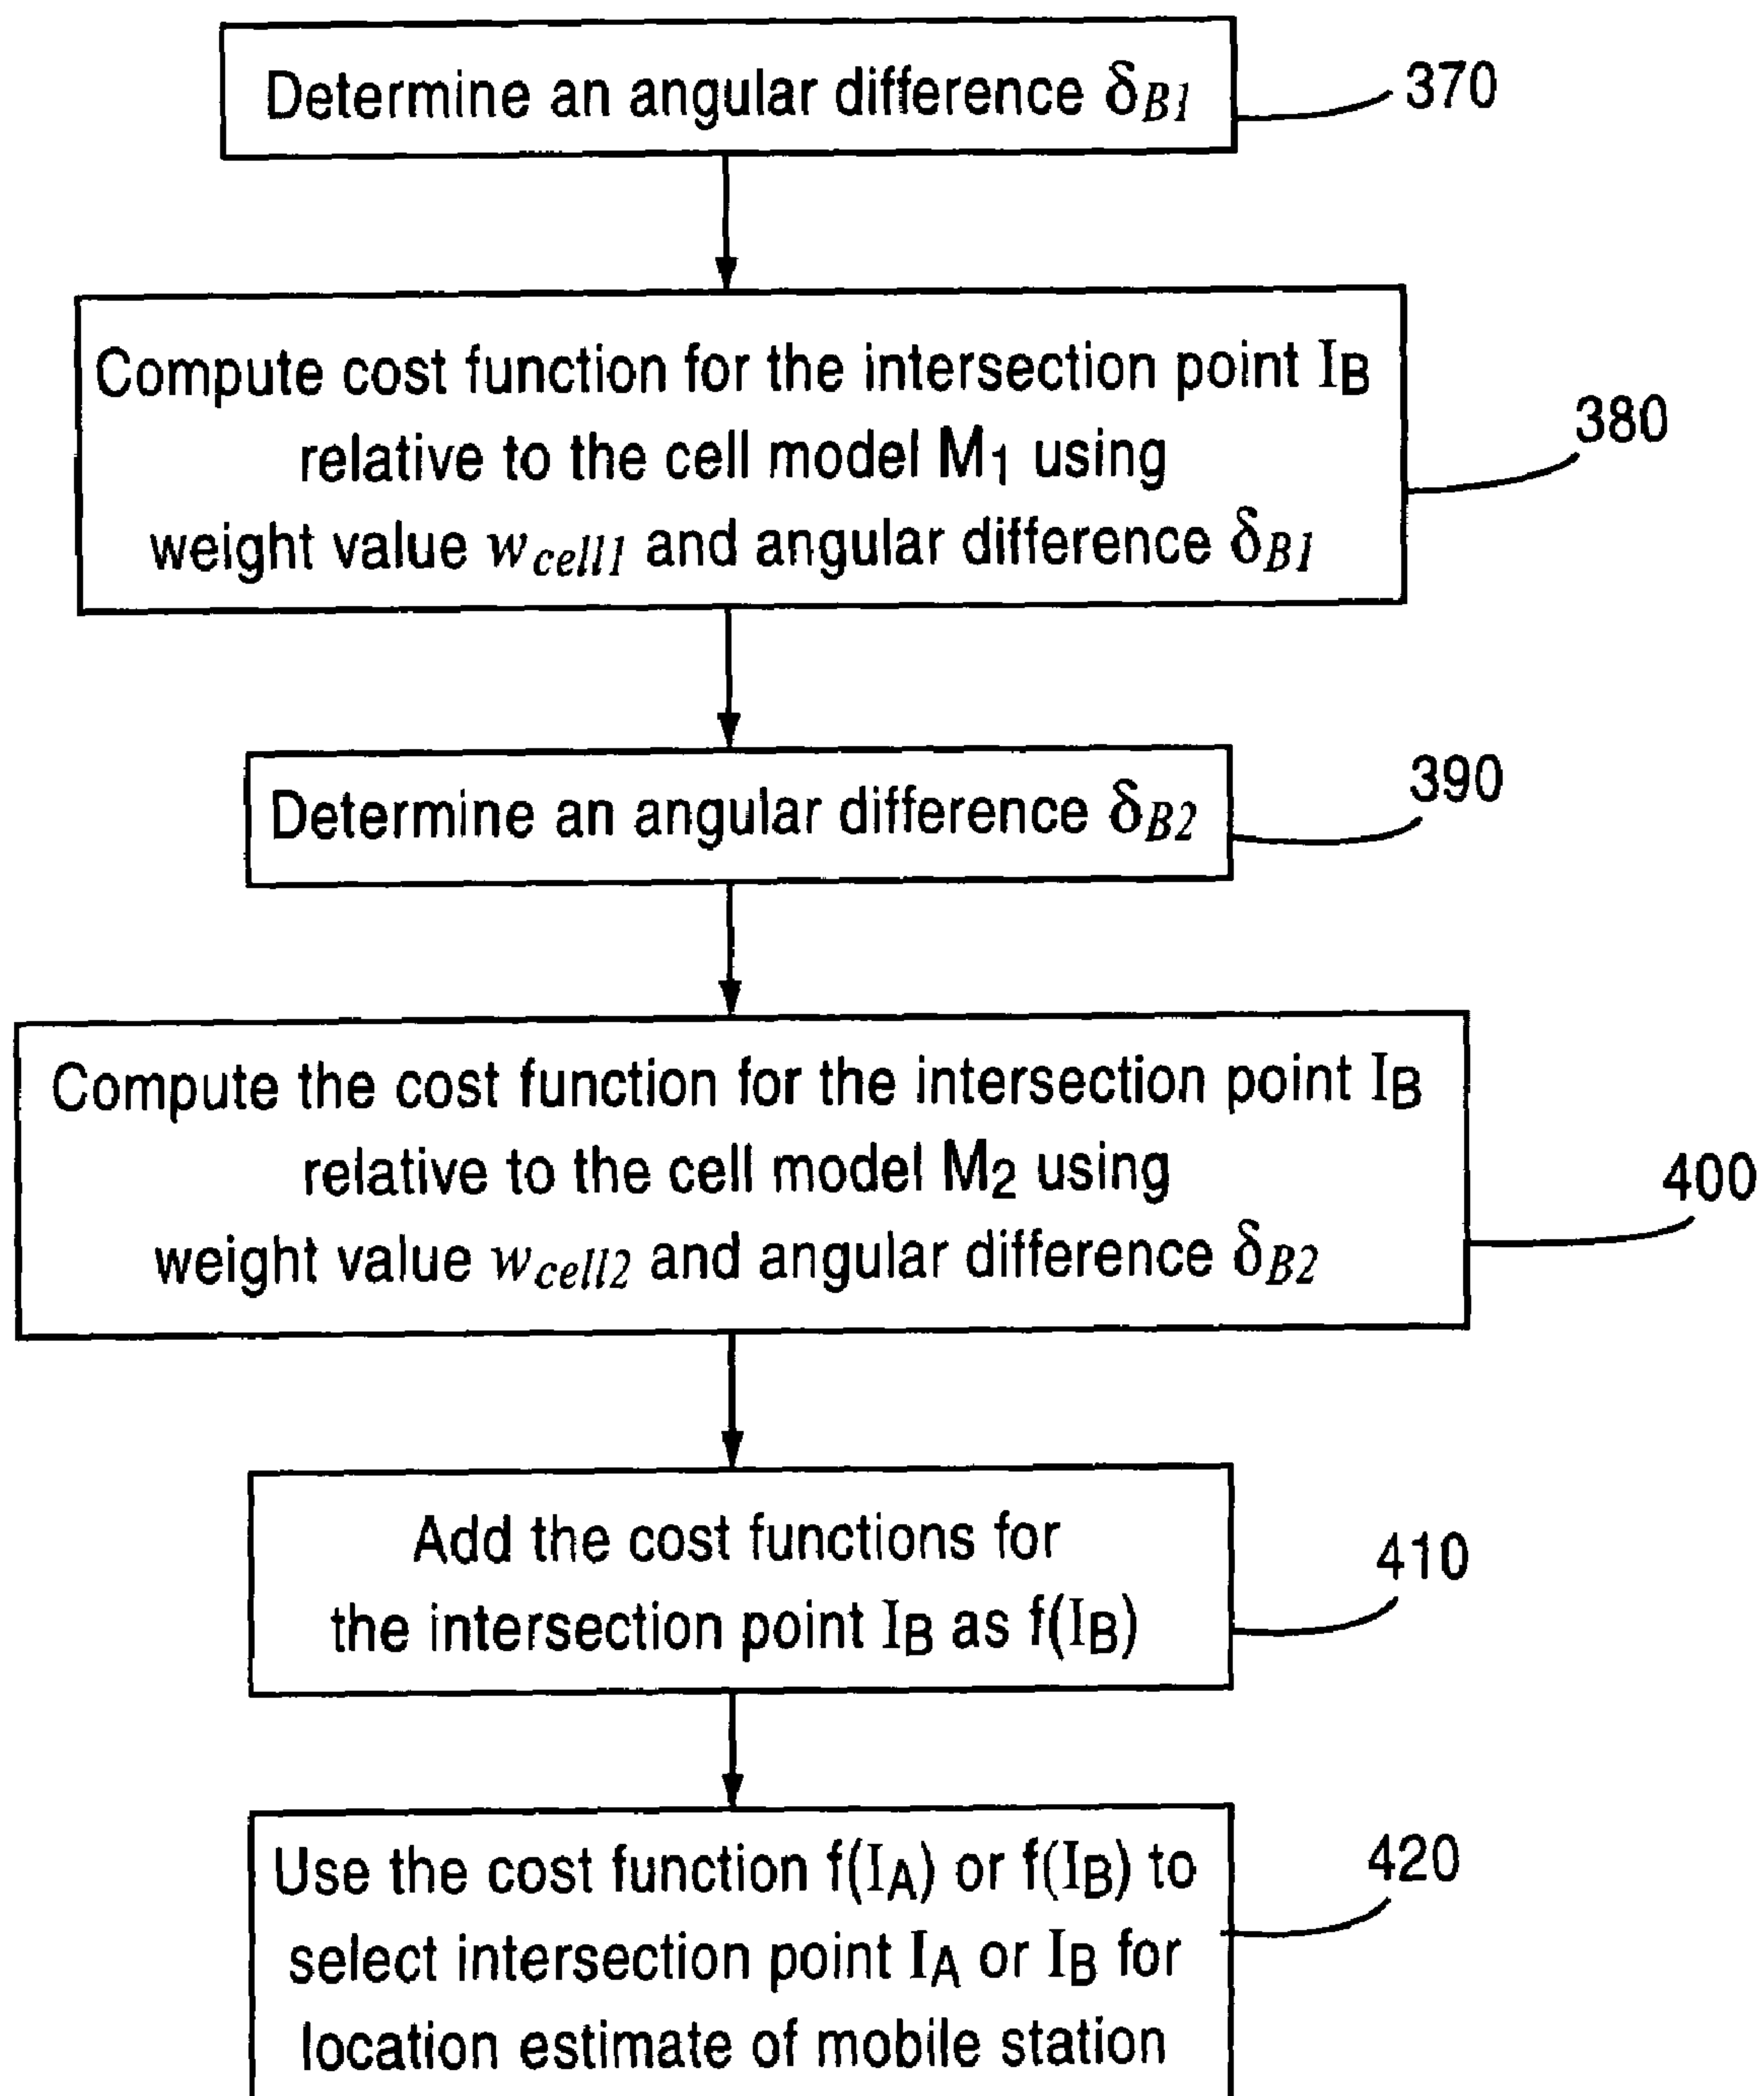 Determine an angular difference δB1
370
Compute cost function for the intersection point IB
relative to the cell model M1 using
weight value wcell1 and angular difference δB1
380
Determine an angular difference δB2
390
Compute the cost function for the intersection point IB
relative to the cell model M2 using
weight value wcell2 and angular difference δB2
400
Add the cost functions for
the intersection point IB as f(IB)
410
Use the cost function f(IA) or f(IB) to
select intersection point IA or IB for
location estimate of mobile station
420